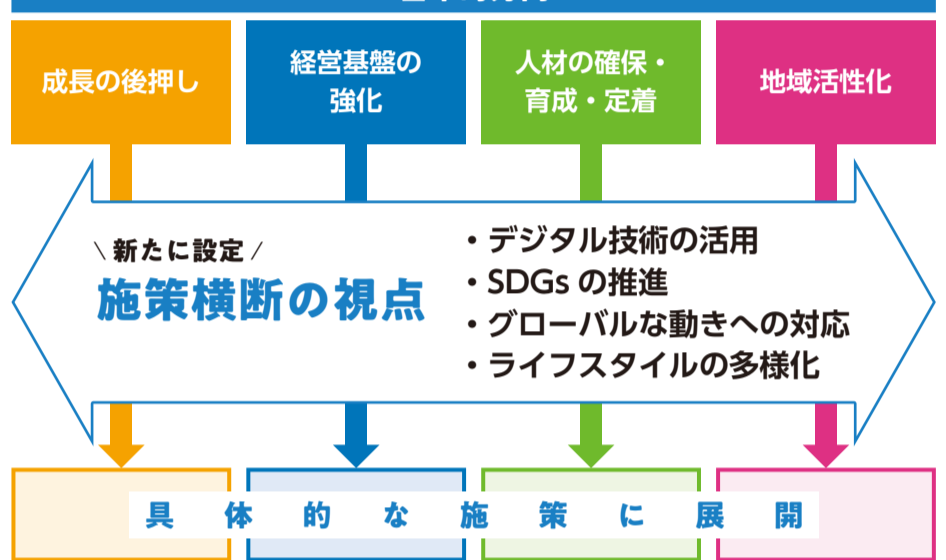 成長の後押し
経営基盤の
強化
人材の確保・
育成・定着
地域活性化
\ 新たに設定 /
施策横断の視点
・デジタル技術の活用
・SDGs の推進
・グローバルな動きへの対応
・ライフスタイルの多様化
具体的な施策に展開